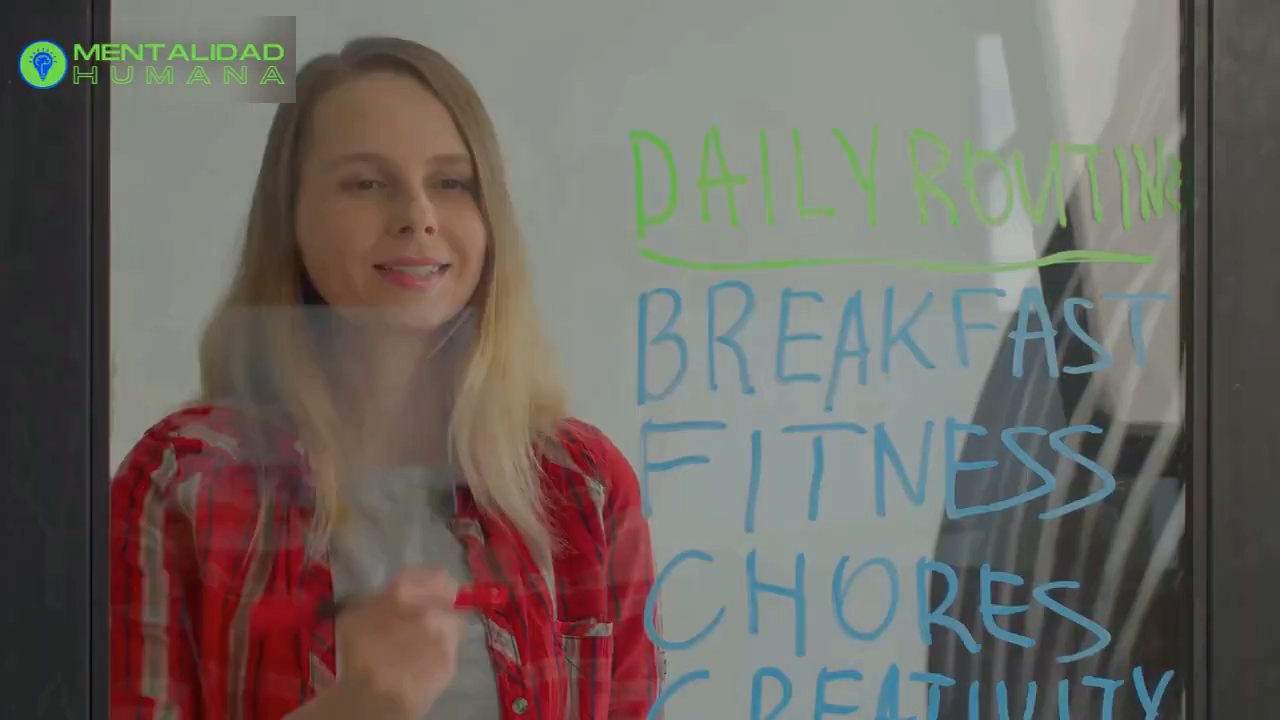 MENTALIDAD
HUMANA
DAILY ROUTINE
BREAKFAST
FITNESS
CHORES
CREATIVITY